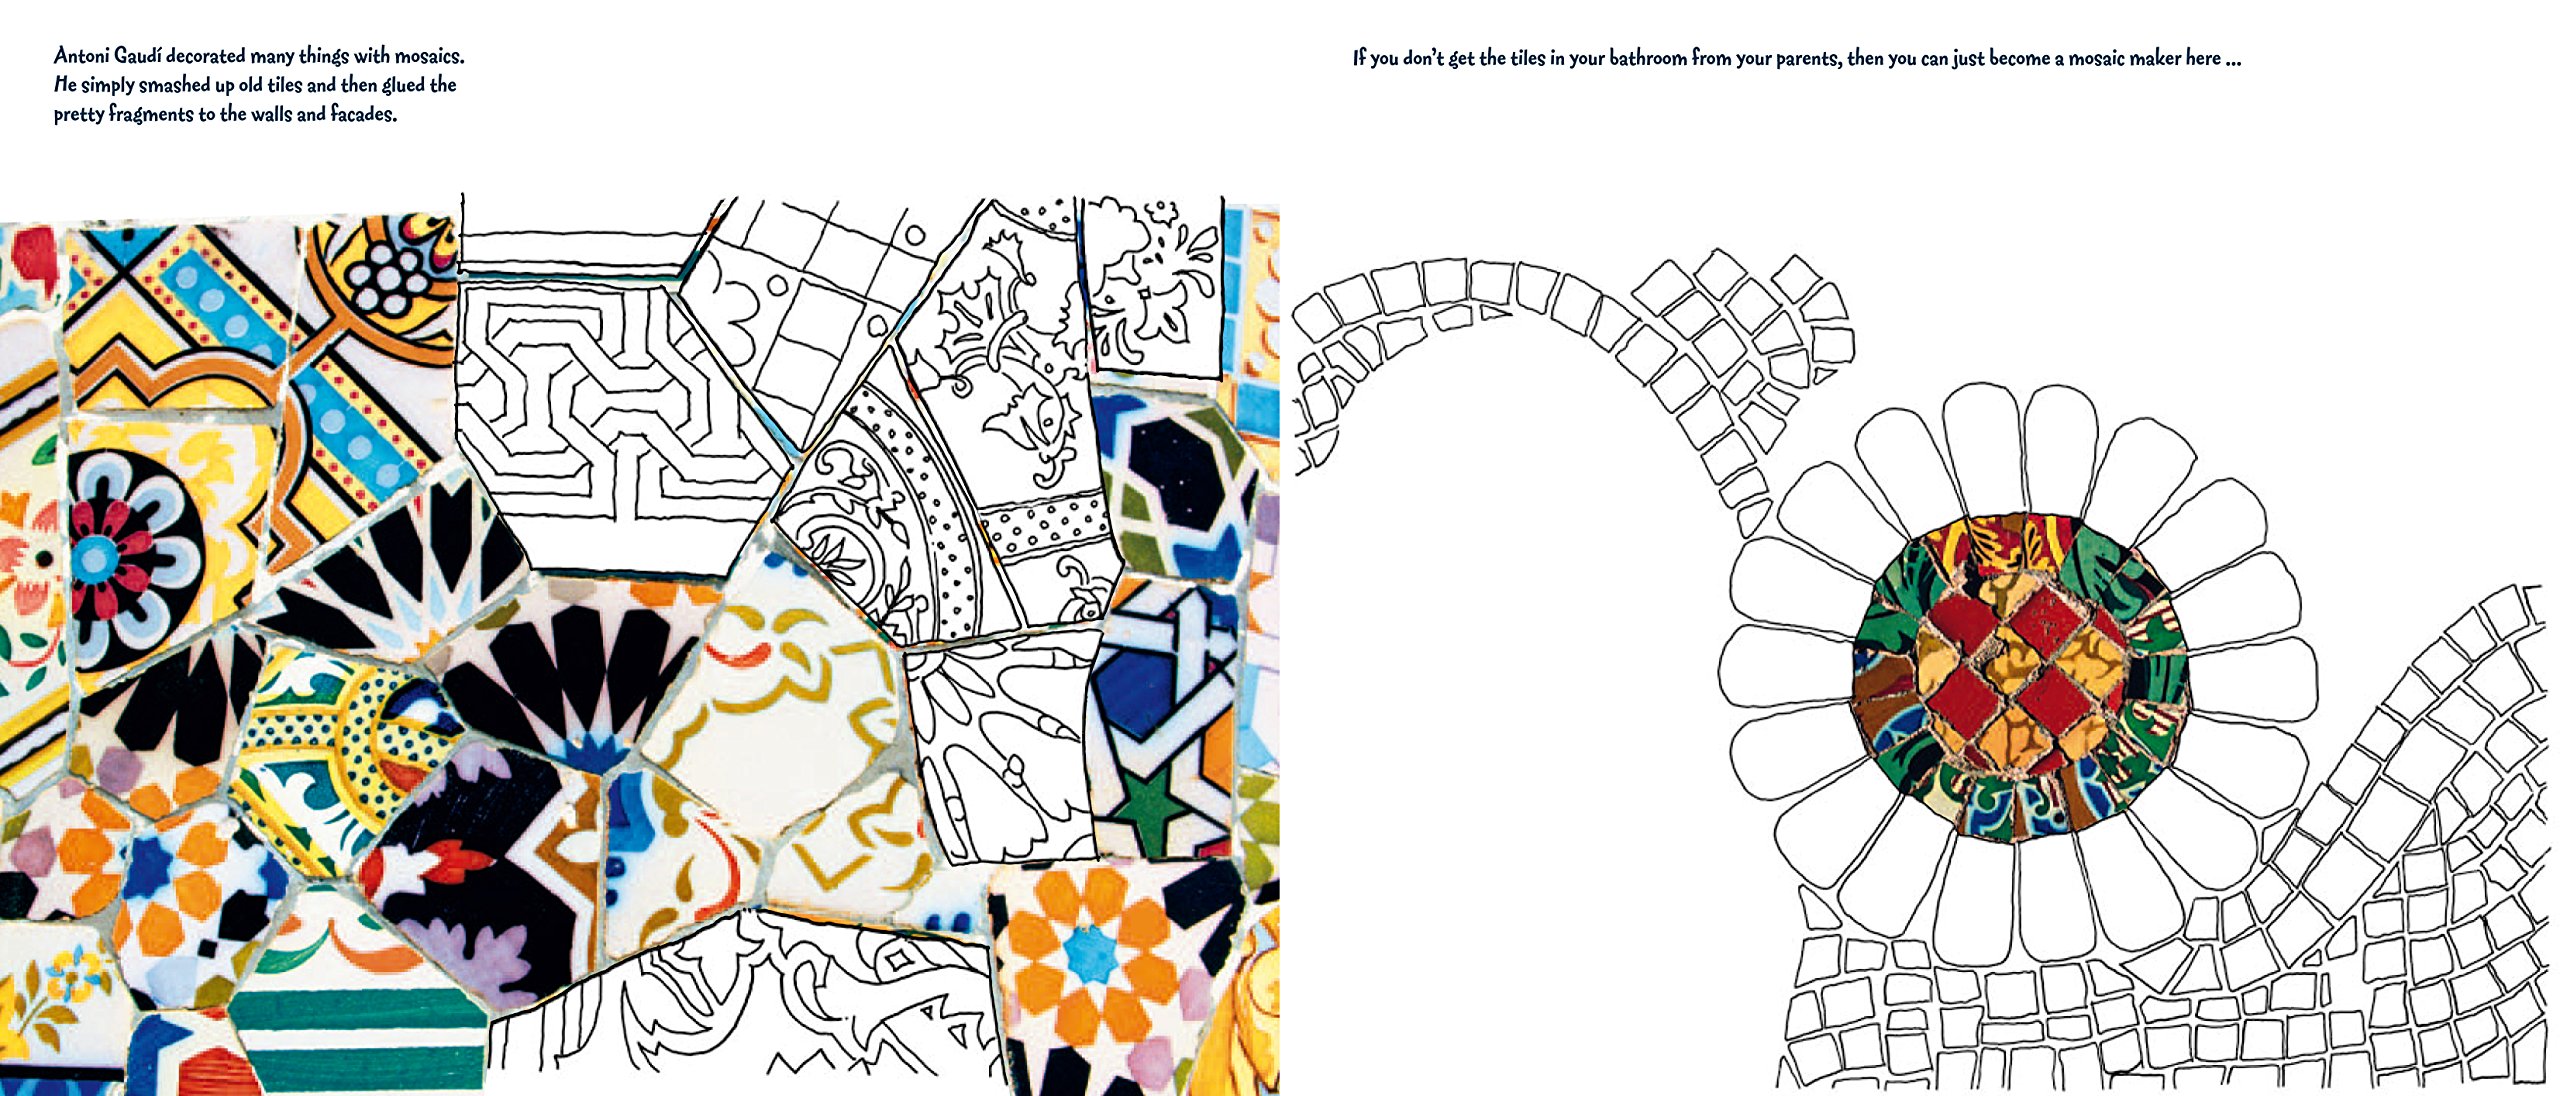 Antoni Gaudí decorated many things with mosaics.
He simply smashed up old tiles and then glued the
pretty fragments to the walls and facades.
If you don’t get the tiles in your bathroom from your parents, then you can just become a mosaic maker here ...